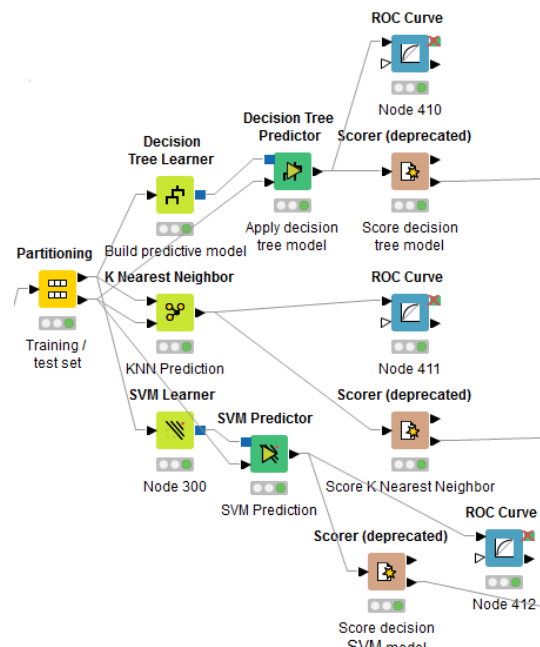 ROC Curve
Node 410
Decision Tree
Predictor
Scorer (deprecated)
Decision
Tree Learner
Apply decision
tree model
Score decision
tree model
Build predictive model
Partitioning
K Nearest Neighbor
ROC Curve
Training /
test set
KNN Prediction
Node 411
SVM Learner
SVM Predictor
Scorer (deprecated)
Node 300
Score K Nearest Neighbor
SVM Prediction
ROC Curve
Scorer (deprecated)
Node 412
Score decision
SVM model